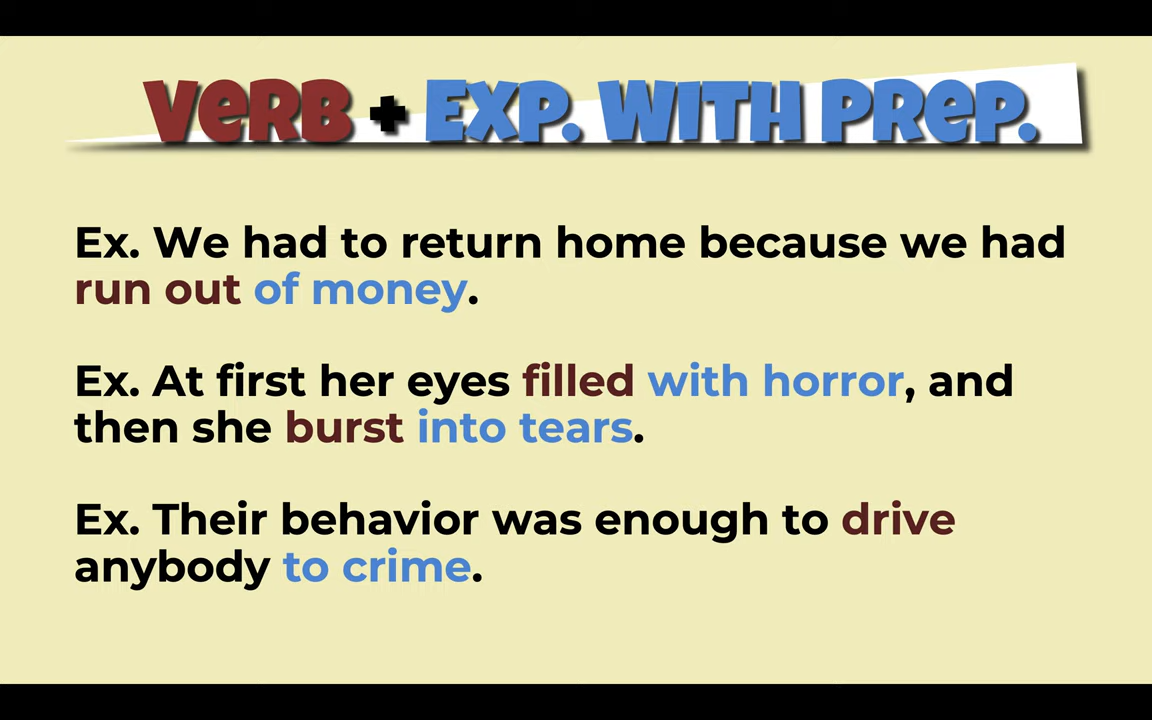 VERB + EXP. WITH PREP.
Ex. We had to return home because we had
run out of money.
Ex. At first her eyes filled with horror, and
then she burst into tears.
Ex. Their behavior was enough to drive
anybody to crime.